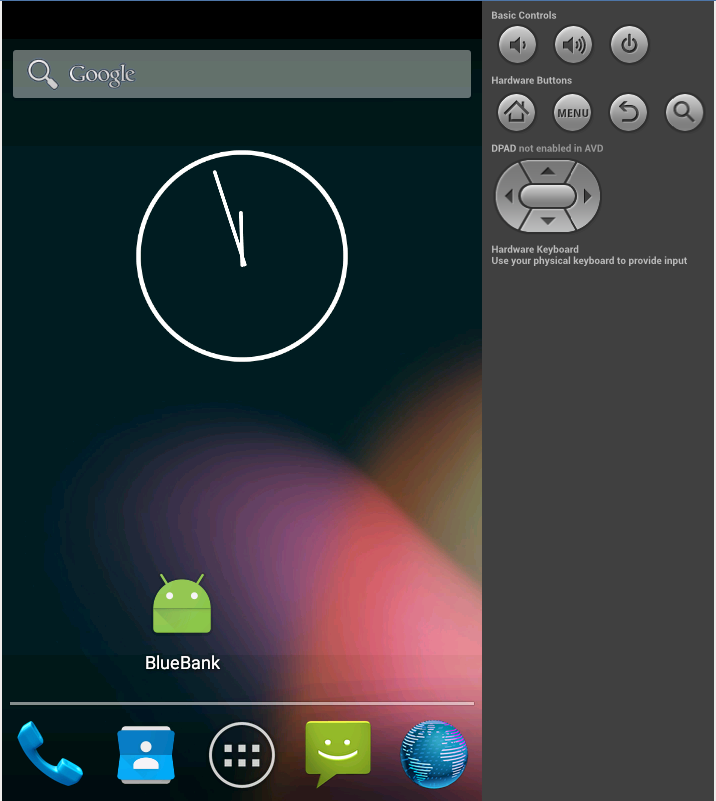 Google
BlueBank
Basic Controls
Hardware Buttons
MENU
DPAD not enabled in AVD
Hardware Keyboard
Use your physical keyboard to provide input